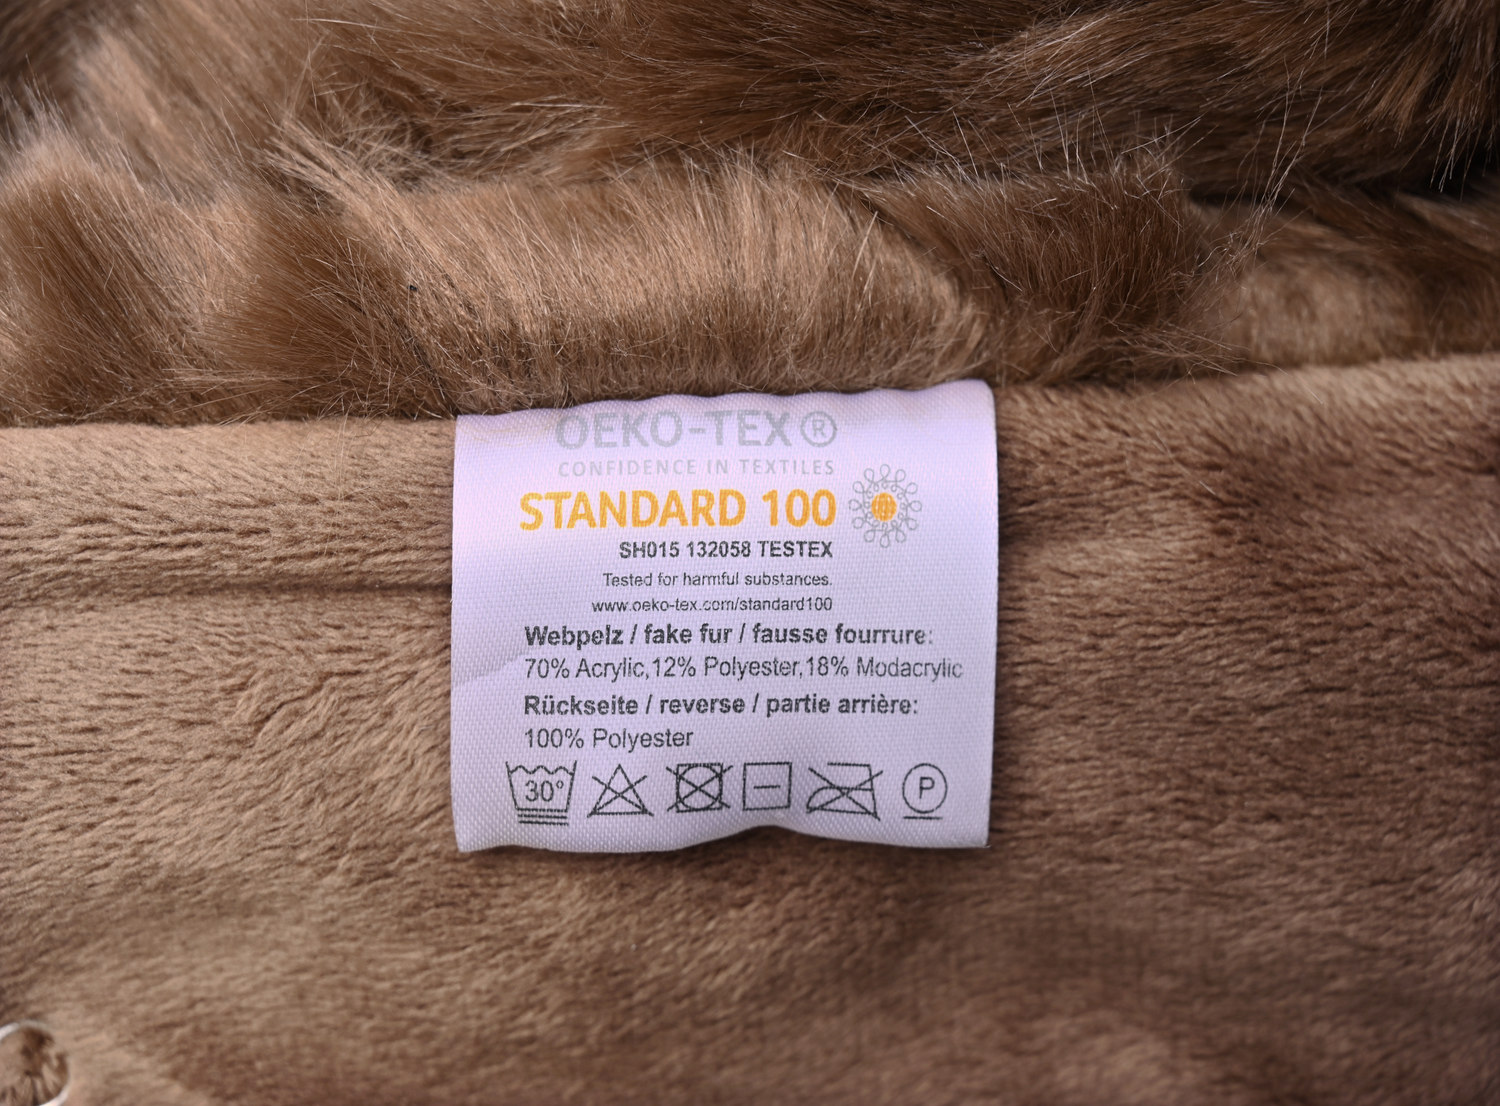 OEKO-TEX®
CONFIDENCE IN TEXTILES
STANDARD 100
SH015 132058 TESTEX
Tested for harmful substances.
www.oeko-tex.com/standard100
Webpelz / fake fur / fausse fourrure:
70% Acrylic,12% Polyester,18% Modacrylic
Rückseite / reverse / partie arrière:
100% Polyester
30° P